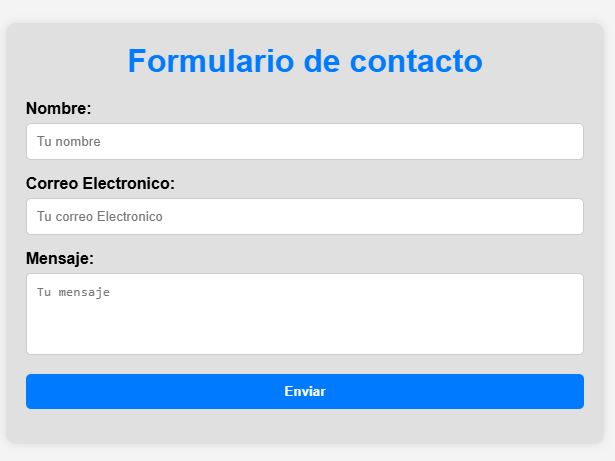 Formulario de contacto
Nombre:
Tu nombre
Correo Electronico:
Tu correo Electronico
Mensaje:
Tu mensaje
Enviar